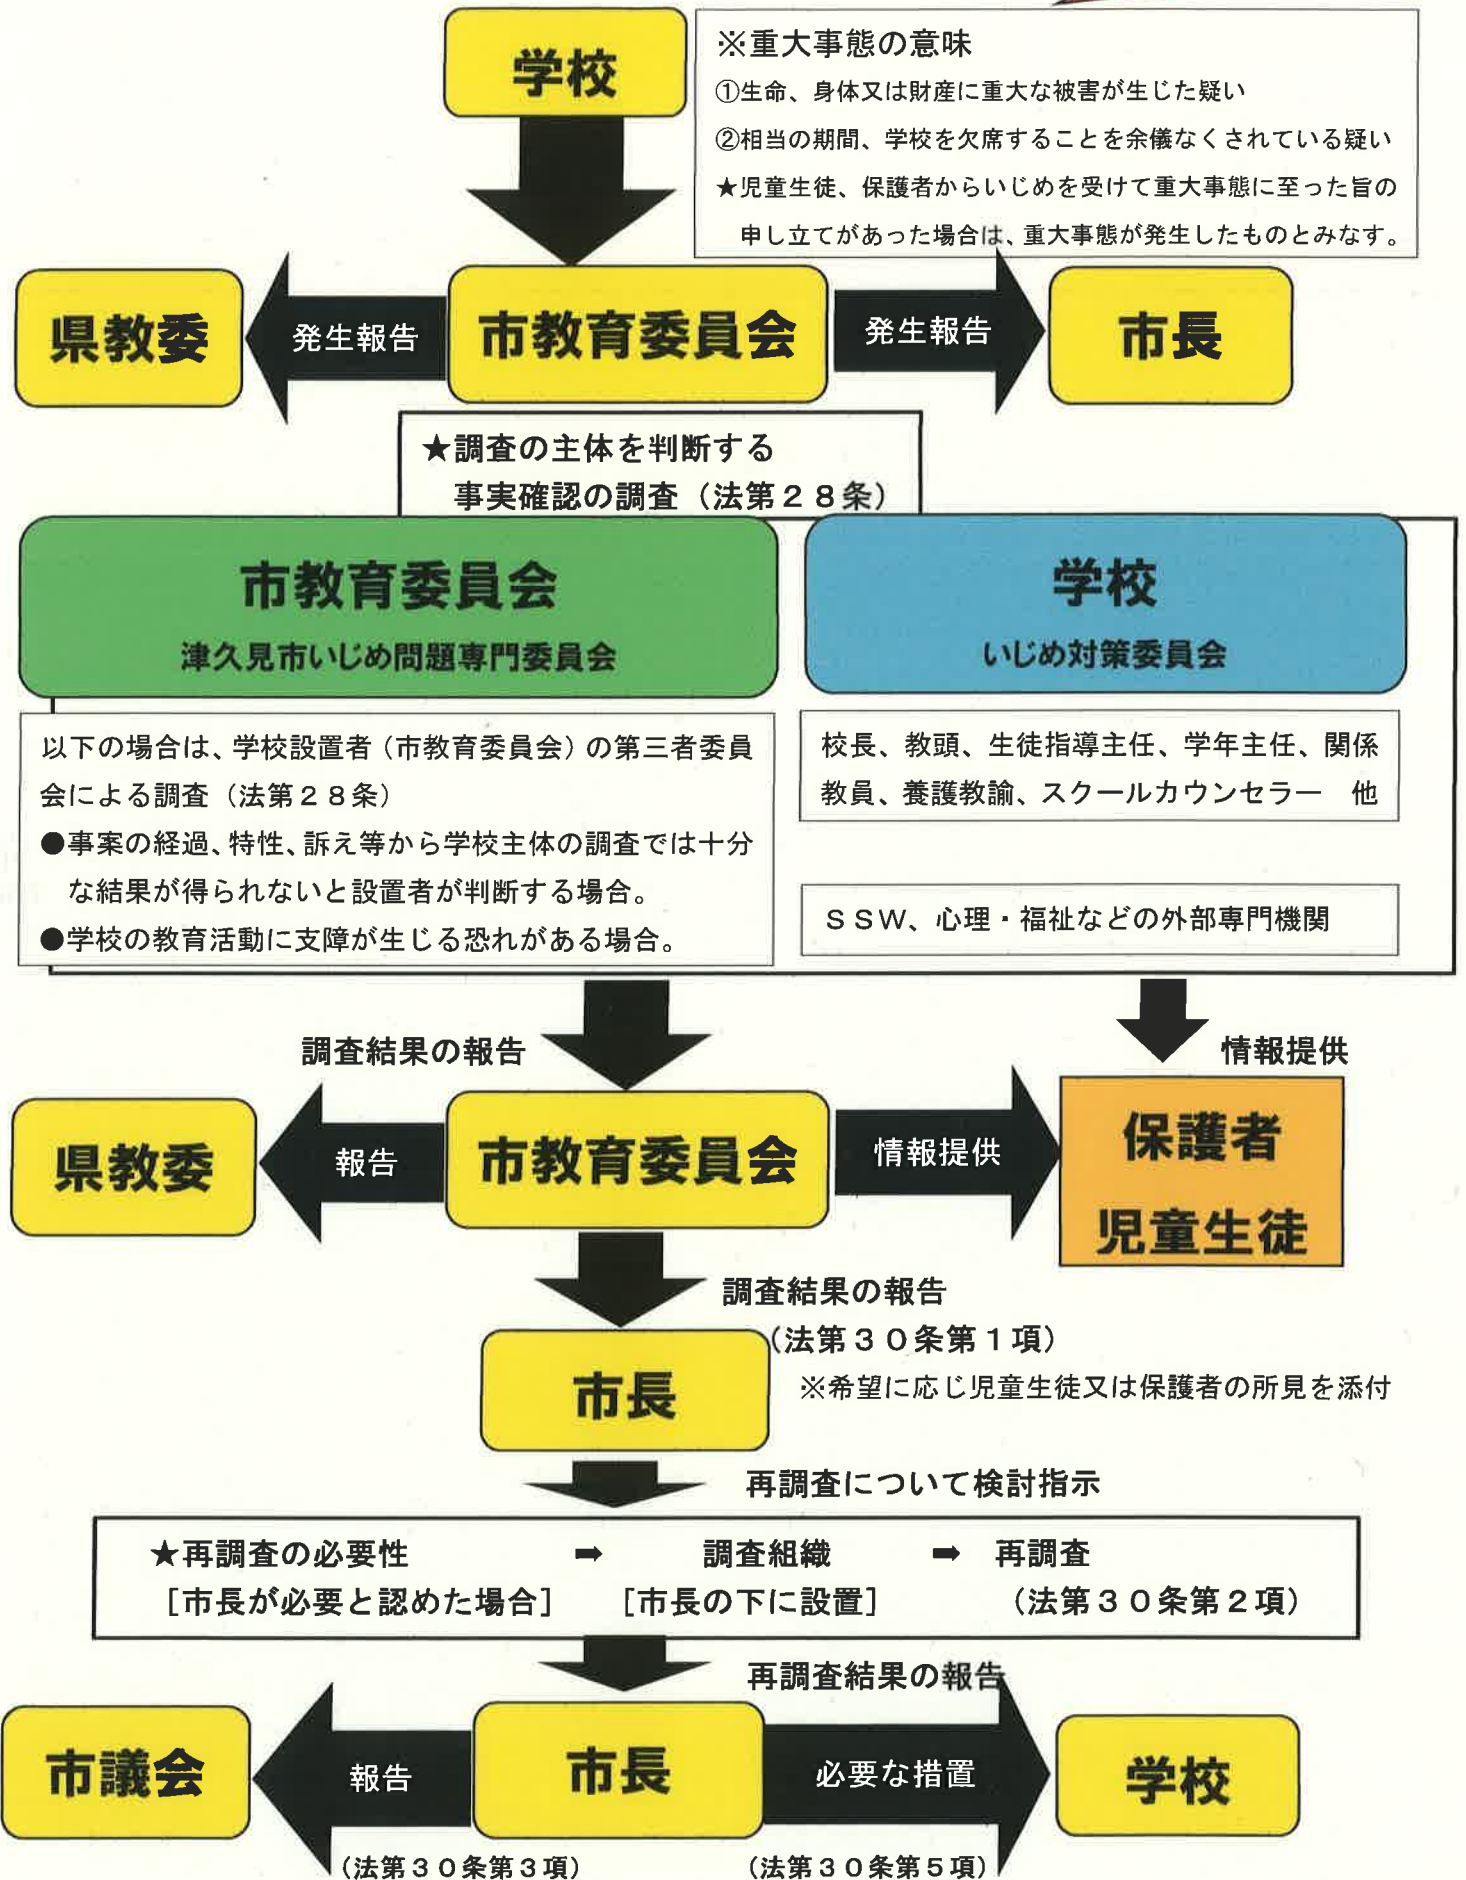 学校
※重大事態の意味
①生命、身体又は財産に重大な被害が生じた疑い
②相当の期間、学校を欠席することを余儀なくされている疑い
★児童生徒、保護者からいじめを受けて重大事態に至った旨の
申し立てがあった場合は、重大事態が発生したものとみなす。
県教委
発生報告
市教育委員会
発生報告
市長
★調査の主体を判断する
事実確認の調査（法第２８条）
市教育委員会
津久見市いじめ問題専門委員会
学校
いじめ対策委員会
以下の場合は、学校設置者（市教育委員会）の第三者委員
会による調査（法第２８条）
●事案の経過、特性、訴え等から学校主体の調査では十分
な結果が得られないと設置者が判断する場合。
●学校の教育活動に支障が生じる恐れがある場合。
校長、教頭、生徒指導主任、学年主任、関係
教員、養護教諭、スクールカウンセラー　他
ＳＳＷ、心理・福祉などの外部専門機関
調査結果の報告
情報提供
県教委
報告
市教育委員会
情報提供
保護者
児童生徒
調査結果の報告
（法第３０条第１項）
市長
※希望に応じ児童生徒又は保護者の所見を添付
再調査について検討指示
★再調査の必要性　➡　調査組織　➡　再調査
［市長が必要と認めた場合］　［市長の下に設置］　（法第３０条第２項）
再調査結果の報告
市議会
報告
市長
必要な措置
学校
（法第３０条第３項）
（法第３０条第５項）